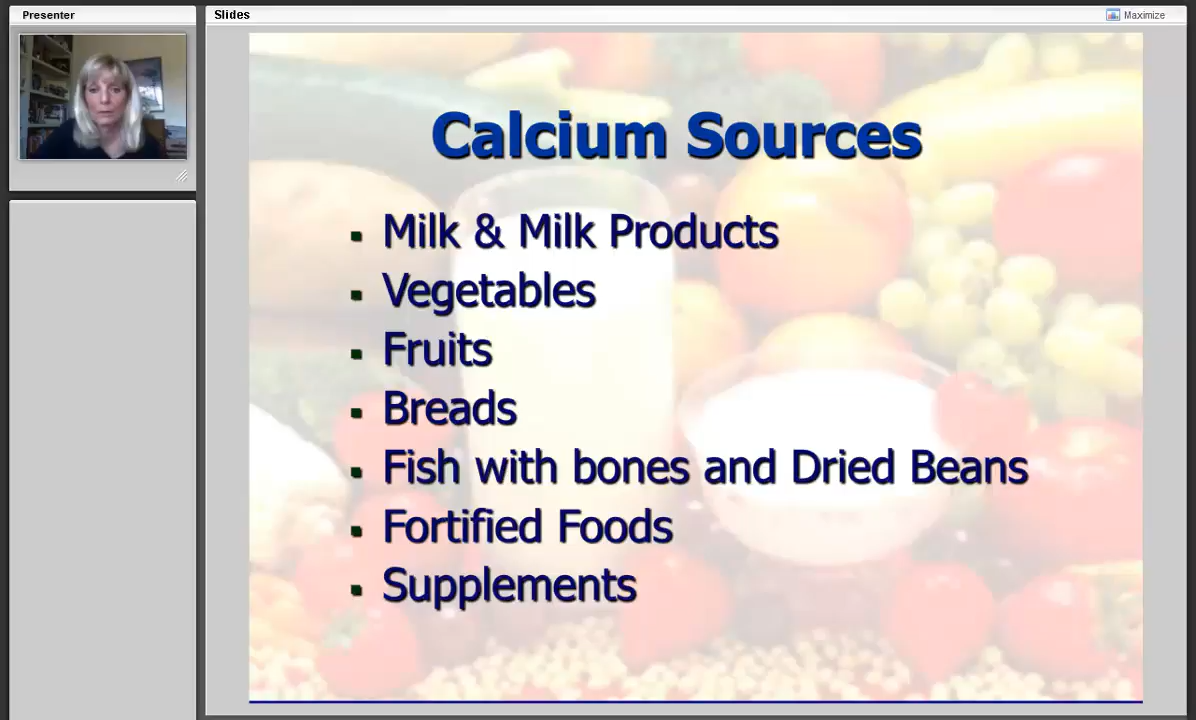 Presenter
Slides
Maximize
Calcium Sources
Milk & Milk Products
Vegetables
Fruits
Breads
Fish with bones and Dried Beans
Fortified Foods
Supplements